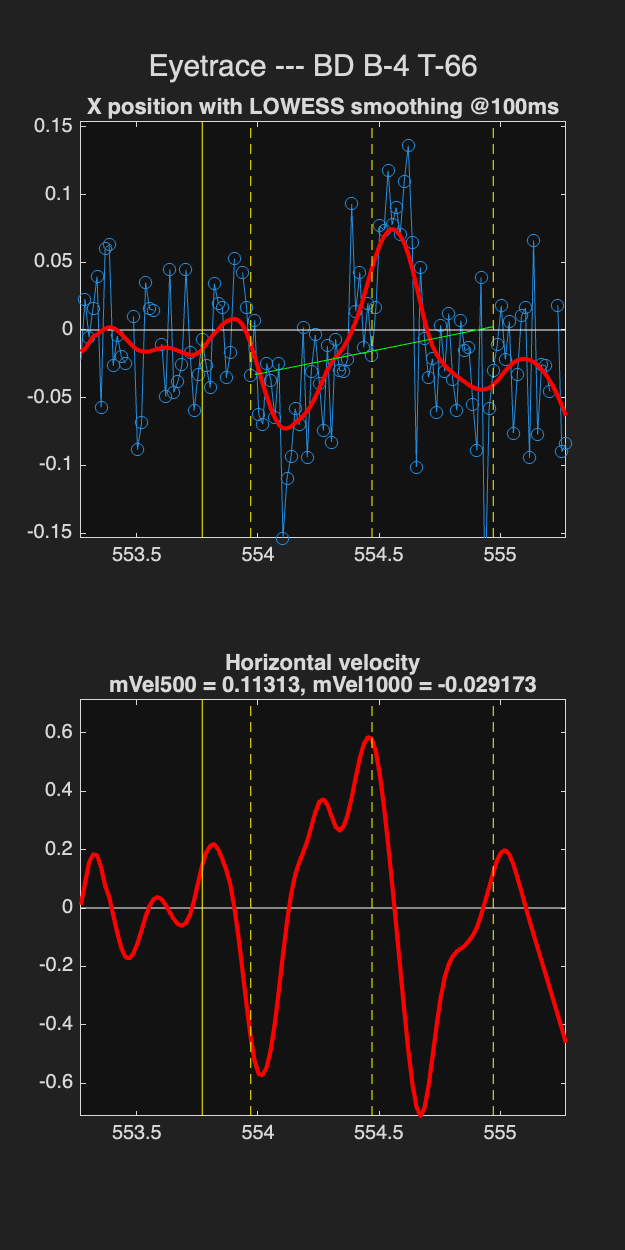 Eyetrace --- BD B-4 T-66
X position with LOWESS smoothing @100ms
0.15
0.1
0.05
0
-0.05
-0.1
-0.15
553.5 554 554.5 555
Horizontal velocity
mVel500 = 0.11313, mVel1000 = -0.029173
0.6
0.4
0.2
0
-0.2
-0.4
-0.6
553.5 554 554.5 555